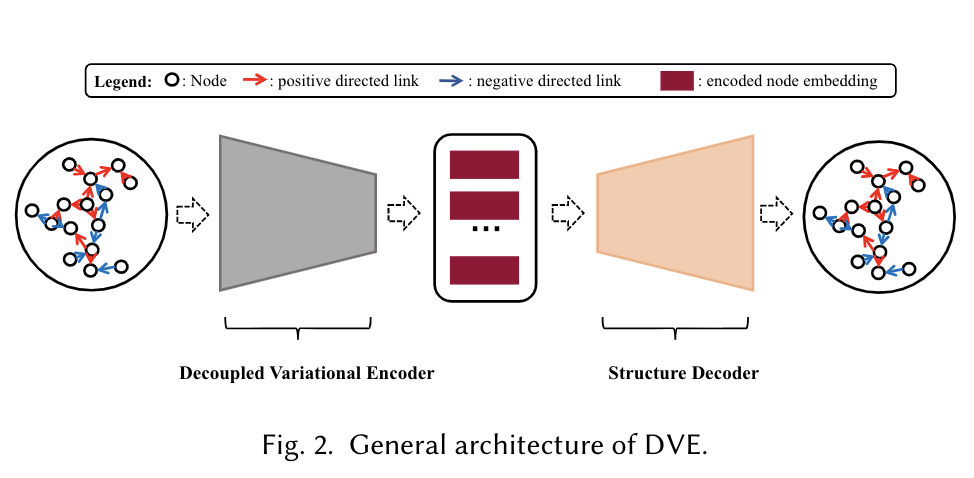 Legend: : Node : positive directed link : negative directed link : encoded node embedding
...
Decoupled Variational Encoder Structure Decoder
Fig. 2. General architecture of DVE.